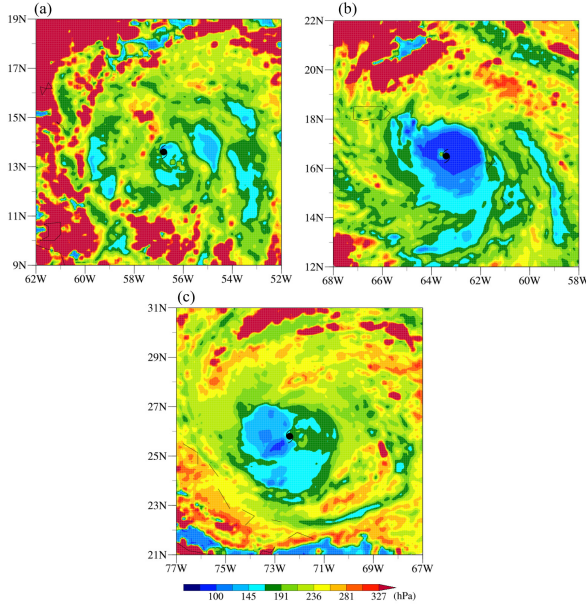 (a)
19N
17N
15N
13N
11N
9N
62W 60W 58W 56W 54W 52W
(b)
22N
20N
18N
16N
14N
12N
68W 66W 64W 62W 60W 58W
(c)
31N
29N
27N
25N
23N
21N
77W 75W 73W 71W 69W 67W
100 145 191 236 281 327 (hPa)